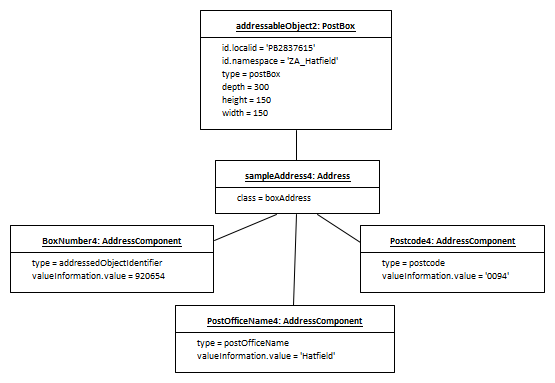 addressableObject2: PostBox
id.localid = 'PB2837615'
id.namespace = 'ZA_Hatfield'
type = postBox
depth = 300
height = 150
width = 150
sampleAddress4: Address
class = boxAddress
BoxNumber4: AddressComponent
type = addressedObjectIdentifier
valueInformation.value = 920654
Postcode4: AddressComponent
type = postcode
valueInformation.value = '0094'
PostOfficeName4: AddressComponent
type = postOfficeName
valueInformation.value = 'Hatfield'